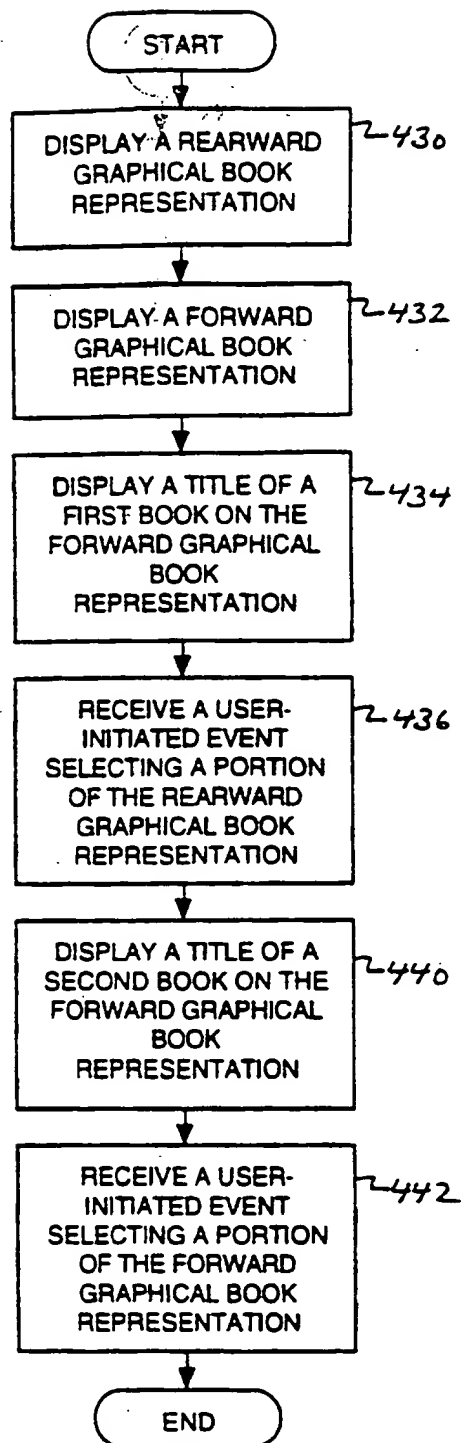 START
DISPLAY A REARWARD
GRAPHICAL BOOK
REPRESENTATION
430
DISPLAY A FORWARD
GRAPHICAL BOOK
REPRESENTATION
432
DISPLAY A TITLE OF A
FIRST BOOK ON THE
FORWARD GRAPHICAL
BOOK
REPRESENTATION
434
RECEIVE A USER-
INITIATED EVENT
SELECTING A PORTION
OF THE REARWARD
GRAPHICAL BOOK
REPRESENTATION
436
DISPLAY A TITLE OF A
SECOND BOOK ON THE
FORWARD GRAPHICAL
BOOK
REPRESENTATION
440
RECEIVE A USER-
INITIATED EVENT
SELECTING A PORTION
OF THE FORWARD
GRAPHICAL BOOK
REPRESENTATION
442
END